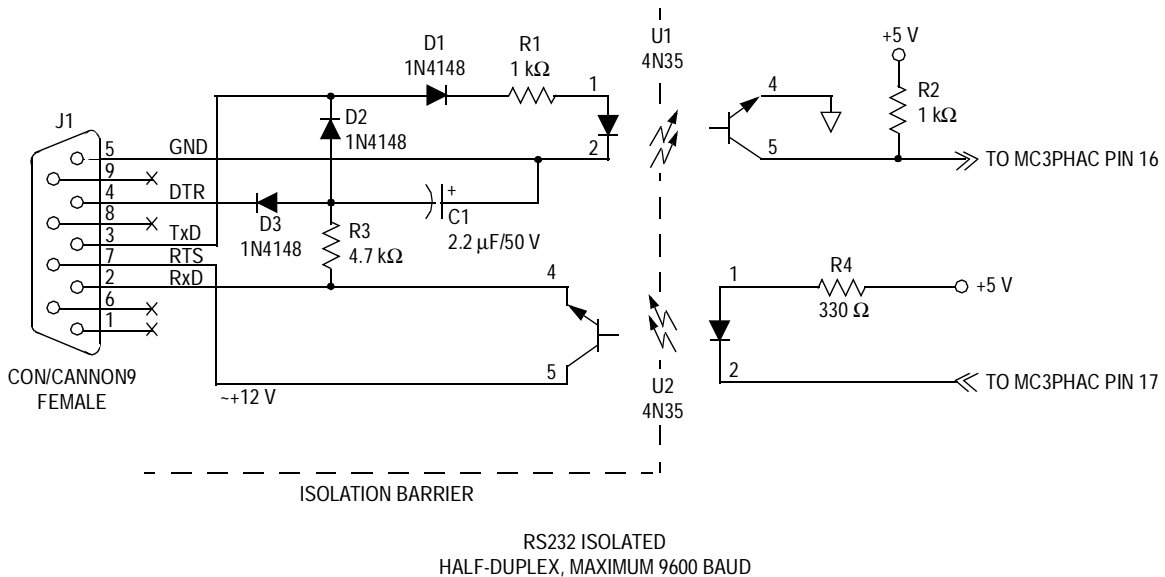 U1
4N35
D1
1N4148
R1
1 kΩ
+5 V
1
4
R2
1 kΩ
D2
1N4148
J1
5
GND
2
5
TO MC3PHAC PIN 16
9
4
DTR
+
C1
2.2 µF/50 V
8
D3
1N4148
3
TxD
R3
4.7 kΩ
7
RTS
2
RxD
4
1
R4
330 Ω
+5 V
6
1
5
2
TO MC3PHAC PIN 17
CON/CANNON9
FEMALE
~+12 V
U2
4N35
ISOLATION BARRIER
RS232 ISOLATED
HALF-DUPLEX, MAXIMUM 9600 BAUD